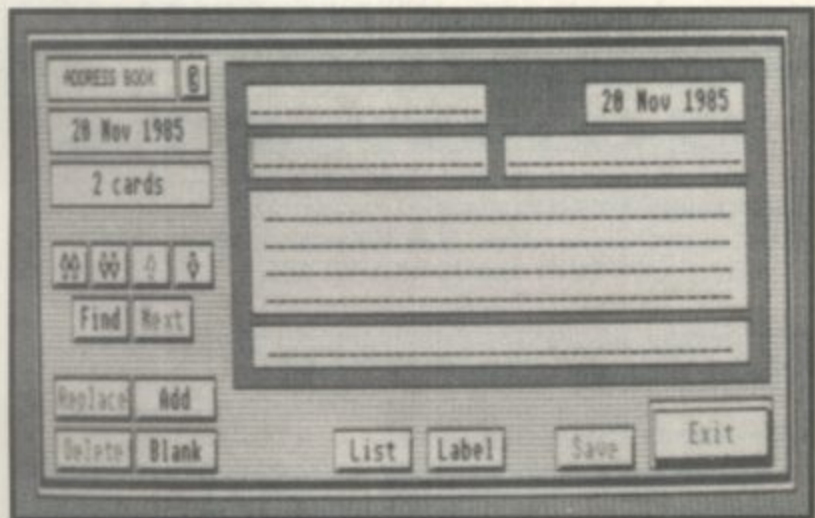 ADDRESS BOOK
20 Nov 1985
20 Nov 1985
2 cards
Find Next
Replace Add
Delete Blank
List Label Save Exit